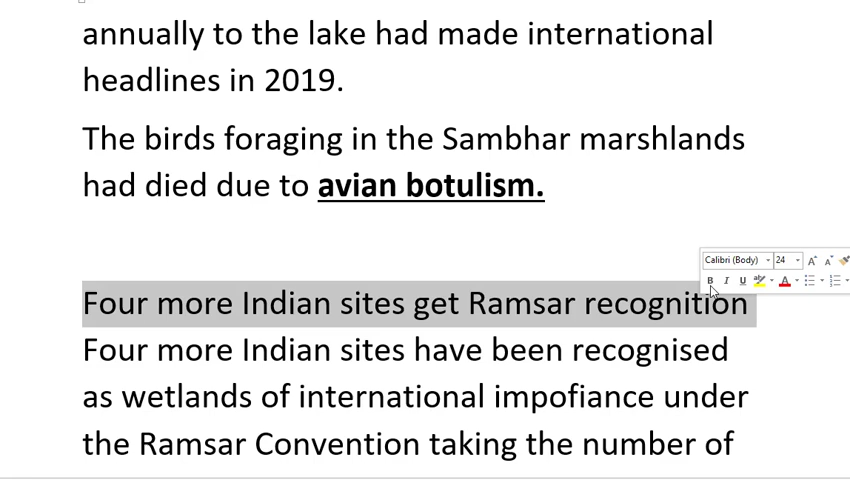 annually to the lake had made international
headlines in 2019.
The birds foraging in the Sambhar marshlands
had died due to avian botulism.
Calibri (Body) 24 A A
B I U aby A
Four more Indian sites get Ramsar recognition
Four more Indian sites have been recognised
as wetlands of international impofiance under
the Ramsar Convention taking the number of